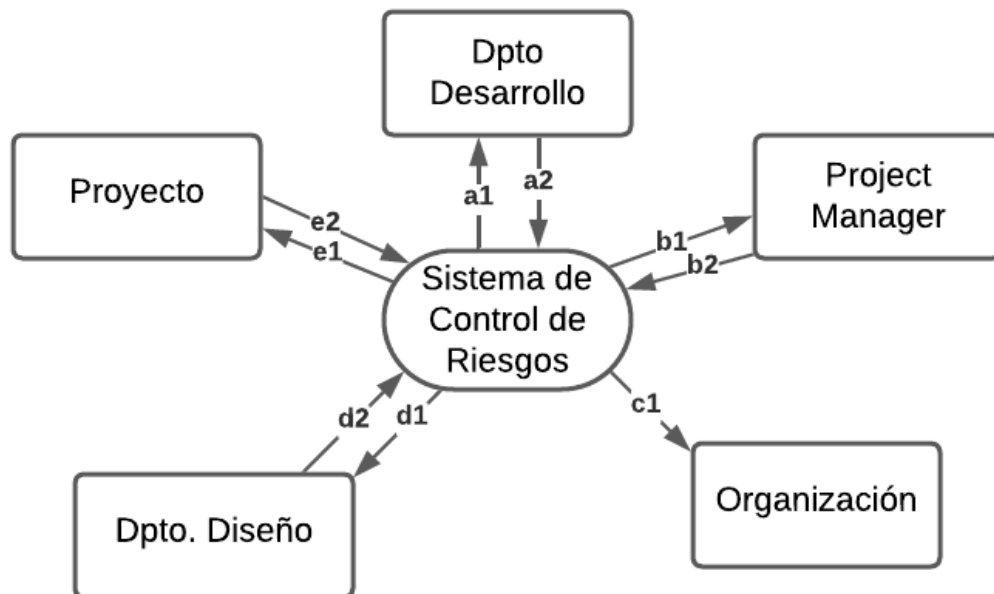 Dpto
Desarrollo
Proyecto
Project
Manager
a1
a2
e2
e1
b1
b2
Sistema de
Control de
Riesgos
d2
d1
c1
Dpto. Diseño
Organización